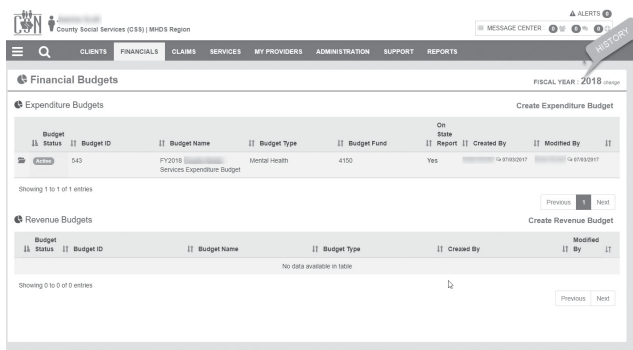 CSN
ALERTS 0
County Social Services (CSS) | MHDS Region
MESSAGE CENTER : 0 0 0
HISTORY
CLIENTS FINANCIALS CLAIMS SERVICES MY PROVIDERS ADMINISTRATION SUPPORT REPORTS
Financial Budgets
FISCAL YEAR : 2018 change
Expenditure Budgets
Create Expenditure Budget
Budget Status Budget ID Budget Name Budget Type Budget Fund On State Report Created By Modified By
Active 543 FY2018 Services Expenditure Budget Mental Health 4150 Yes 07/03/2017 07/03/2017
Showing 1 to 1 of 1 entries
Previous 1 Next
Revenue Budgets
Create Revenue Budget
Budget Status Budget ID Budget Name Budget Type Created By Modified By
No data available in table
Showing 0 to 0 of 0 entries
Previous Next